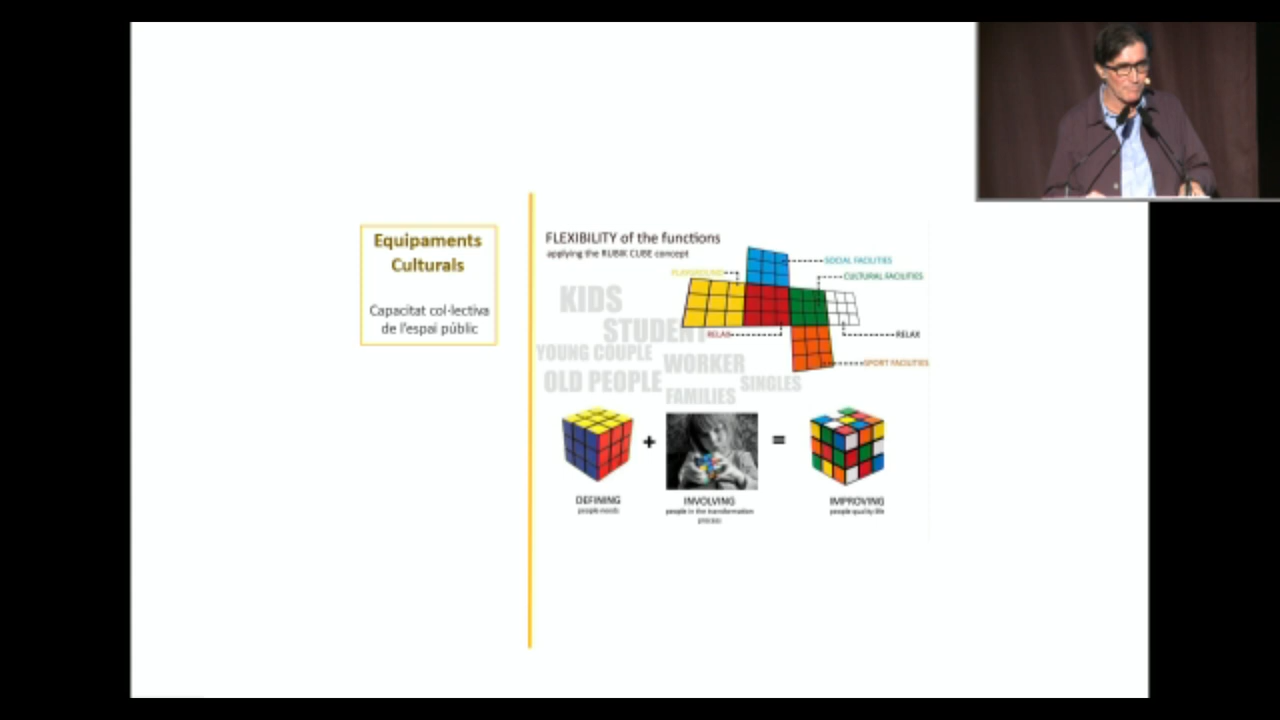 Equipaments
Culturals
Capacitat col·lectiva
de l'espai públic
FLEXIBILITY of the functions
applying the RUBIK CUBE concept
PLAYGROUND
SOCIAL FACILITIES
CULTURAL FACILITIES
RELAX
RELAX
SPORT FACILITIES
KIDS
STUDENT
YOUNG COUPLE
WORKER
OLD PEOPLE
SINGLES
FAMILIES
+
=
DEFINING
people needs
INVOLVING
people in the transformation
process
IMPROVING
people quality life